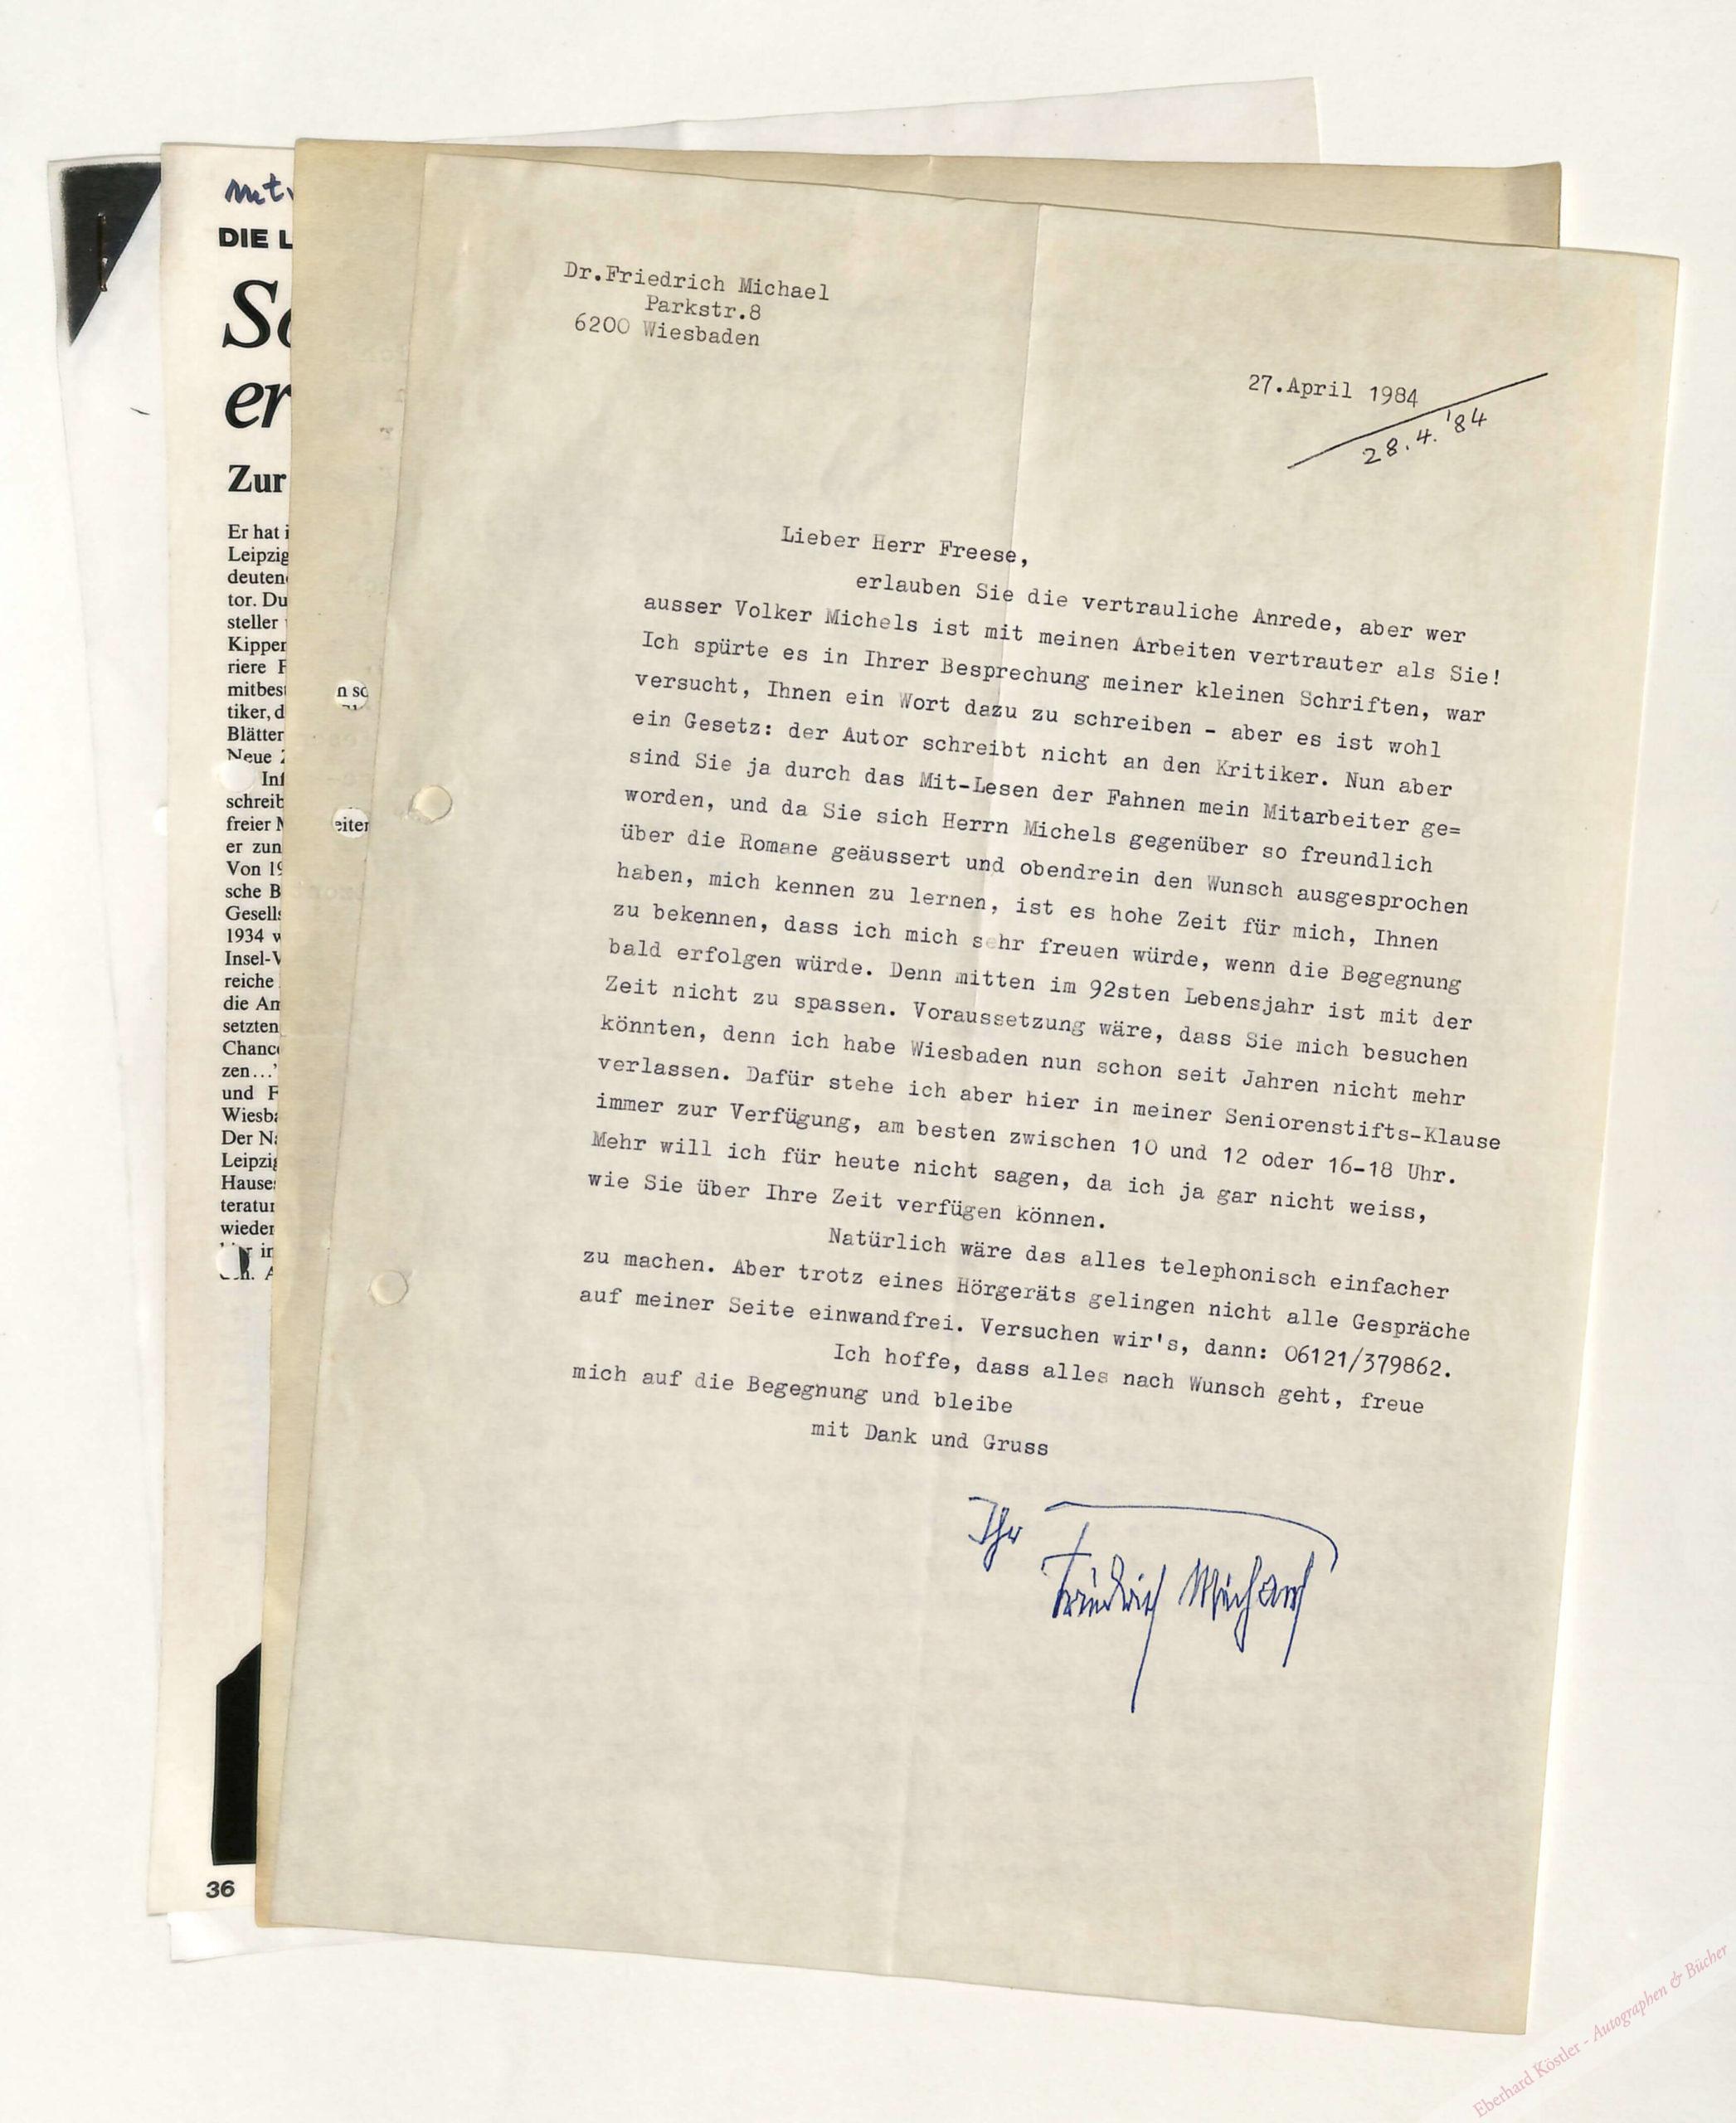 Dr.Friedrich Michael
Parkstr.8
6200 Wiesbaden
27.April 1984
28.4.'84
Lieber Herr Freese,
erlauben Sie die vertrauliche Anrede, aber wer
ausser Volker Michels ist mit meinen Arbeiten vertrauter als Sie!
Ich spürte es in Ihrer Besprechung meiner kleinen Schriften, war
versucht, Ihnen ein Wort dazu zu schreiben - aber es ist wohl
ein Gesetz: der Autor schreibt nicht an den Kritiker. Nun aber
sind Sie ja durch das Mit-Lesen der Fahnen mein Mitarbeiter ge=
worden, und da Sie sich Herrn Michels gegenüber so freundlich
über die Romane geäussert und obendrein den Wunsch ausgesprochen
haben, mich kennen zu lernen, ist es hohe Zeit für mich, Ihnen
zu bekennen, dass ich mich sehr freuen würde, wenn die Begegnung
bald erfolgen würde. Denn mitten im 92sten Lebensjahr ist mit der
Zeit nicht zu spassen. Voraussetzung wäre, dass Sie mich besuchen
könnten, denn ich habe Wiesbaden nun schon seit Jahren nicht mehr
verlassen. Dafür stehe ich aber hier in meiner Seniorenstifts-Klause
immer zur Verfügung, am besten zwischen 10 und 12 oder 16-18 Uhr.
Mehr will ich für heute nicht sagen, da ich ja gar nicht weiss,
wie Sie über Ihre Zeit verfügen können.
Natürlich wäre das alles telephonisch einfacher
zu machen. Aber trotz eines Hörgeräts gelingen nicht alle Gespräche
auf meiner Seite einwandfrei. Versuchen wir's, dann: 06121/379862.
Ich hoffe, dass alles nach Wunsch geht, freue
mich auf die Begegnung und bleibe
mit Dank und Gruss
Ihr
Friedrich Michael
DIE L
er
Zur
Er hat i
Leipzig
deuten
tor. Du
steller
Kipper
riere F
mitbes
tiker, d
Blätter
Neue
Inf
schreib
freier
er zun
Von 19
sche B
Gesells
1934 w
Insel-V
reiche
die An
setzten
Chance
zen...'
und F
Wiesba
Der Na
Leipzig
Hause
teratur
wieder
in
n. A
n so
eiter
36
Eberhard Köstler - Autographen & Bücher